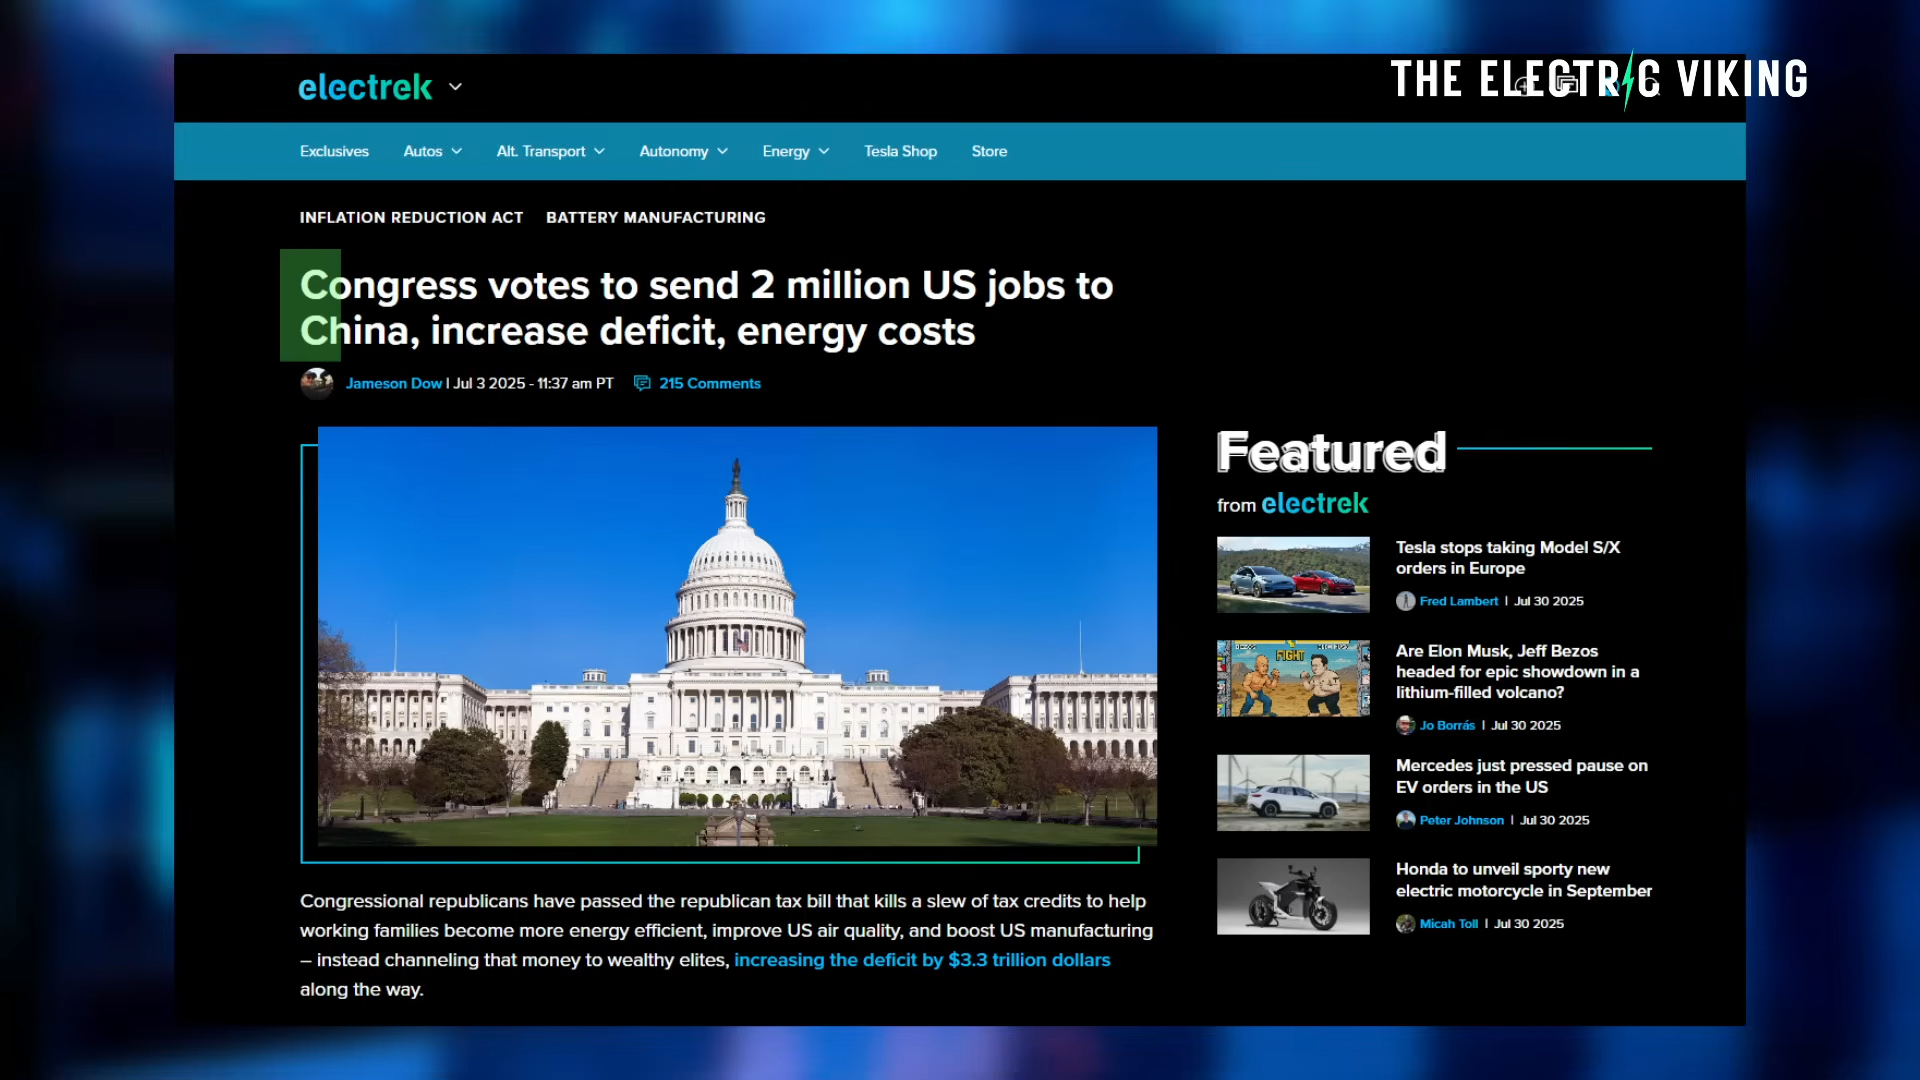 THE ELECTRIC VIKING
electrek
Exclusives Autos Alt. Transport Autonomy Energy Tesla Shop Store
INFLATION REDUCTION ACT BATTERY MANUFACTURING
Congress votes to send 2 million US jobs to
China, increase deficit, energy costs
Jameson Dow | Jul 3 2025 - 11:37 am PT 215 Comments
Congressional republicans have passed the republican tax bill that kills a slew of tax credits to help
working families become more energy efficient, improve US air quality, and boost US manufacturing
– instead channeling that money to wealthy elites, increasing the deficit by $3.3 trillion dollars
along the way.
Featured
from electrek
Tesla stops taking Model S/X
orders in Europe
Fred Lambert | Jul 30 2025
FIGHT
Are Elon Musk, Jeff Bezos
headed for epic showdown in a
lithium-filled volcano?
Jo Borrás | Jul 30 2025
Mercedes just pressed pause on
EV orders in the US
Peter Johnson | Jul 30 2025
Honda to unveil sporty new
electric motorcycle in September
Micah Toll | Jul 30 2025